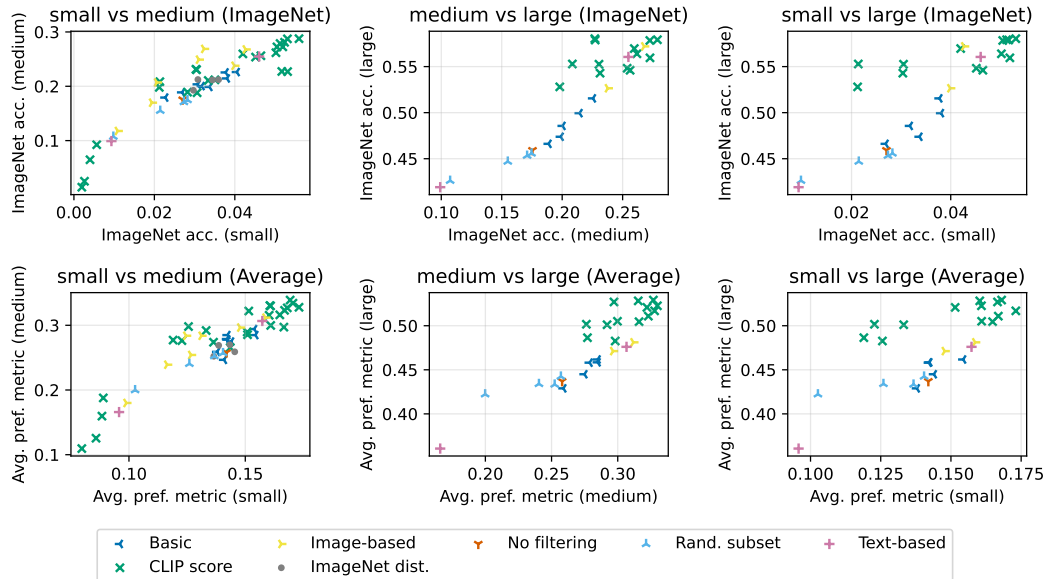 small vs medium (ImageNet)
ImageNet acc. (medium)
0.3
0.2
0.1
0.00 0.02 0.04
ImageNet acc. (small)
medium vs large (ImageNet)
ImageNet acc. (large)
0.55
0.50
0.45
0.10 0.15 0.20 0.25
ImageNet acc. (medium)
small vs large (ImageNet)
ImageNet acc. (large)
0.55
0.50
0.45
0.02 0.04
ImageNet acc. (small)
small vs medium (Average)
Avg. pref. metric (medium)
0.3
0.2
0.1
0.10 0.15
Avg. pref. metric (small)
medium vs large (Average)
Avg. pref. metric (large)
0.50
0.45
0.40
0.20 0.30
Avg. pref. metric (medium)
small vs large (Average)
Avg. pref. metric (large)
0.50
0.45
0.40
0.100 0.125 0.150 0.175
Avg. pref. metric (small)
Basic Image-based No filtering Rand. subset Text-based
CLIP score ImageNet dist.